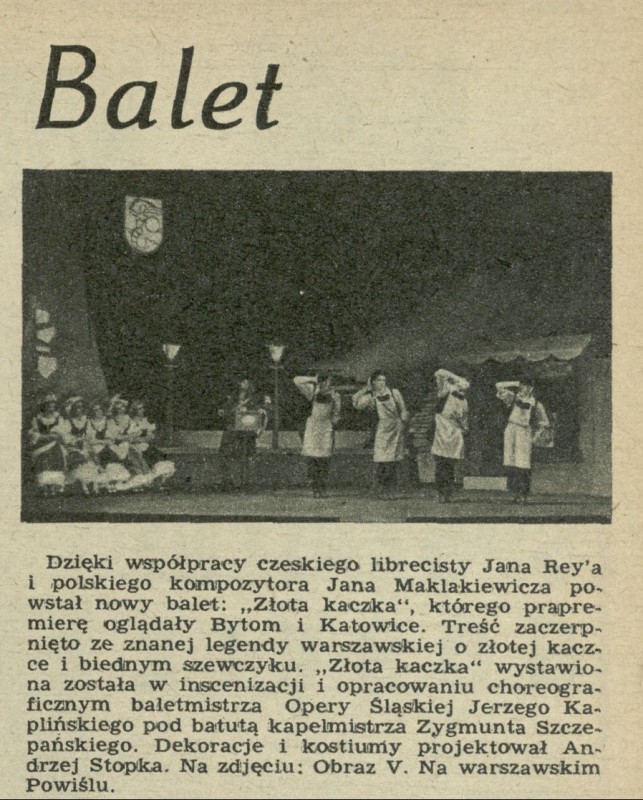 Balet
Dzięki współpracy czeskiego librecisty Jana Rey'a
i polskiego kompozytora Jana Maklakiewicza po-
wstał nowy balet: „Złota kaczka“, którego prapre-
mierę oglądały Bytom i Katowice. Treść zaczerp-
nięto ze znanej legendy warszawskiej o złotej kacz-
ce i biednym szewczyku. „Złota kaczka“ wystawio-
na została w inscenizacji i opracowaniu choreogra-
ficznym baletmistrza Opery Śląskiej Jerzego Ka-
plińskiego pod batutą kapelmistrza Zygmunta Szcze-
pańskiego. Dekoracje i kostiumy projektował An-
drzej Stopka. Na zdjęciu: Obraz V. Na warszawskim
Powiślu.